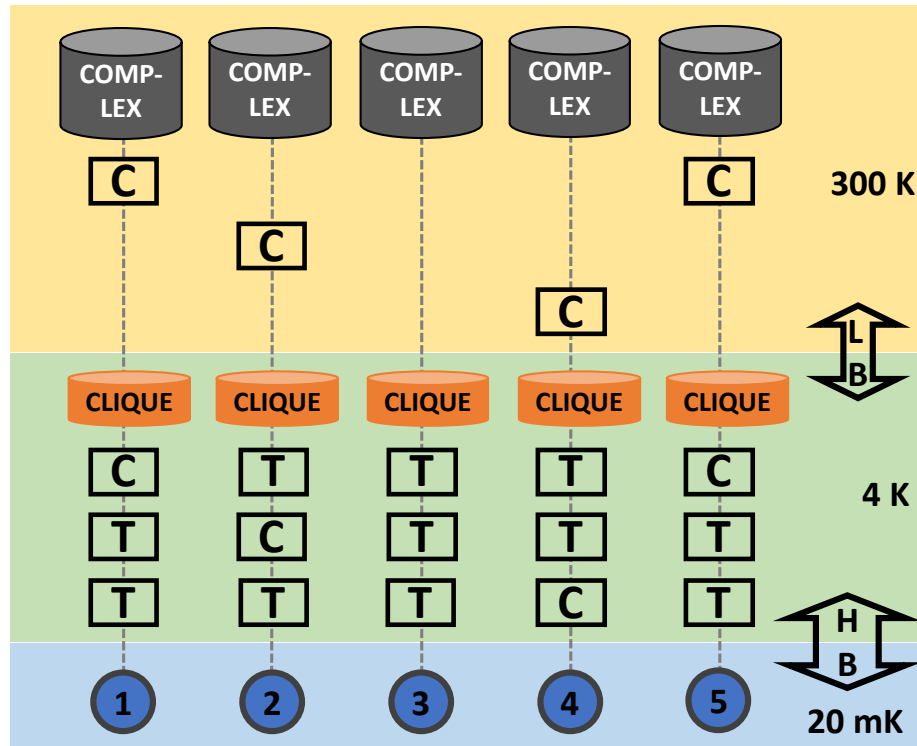 COMP-
LEX
COMP-
LEX
COMP-
LEX
COMP-
LEX
COMP-
LEX
C
C
300 K
C
C
L
B
CLIQUE
CLIQUE
CLIQUE
CLIQUE
CLIQUE
C
T
T
T
C
4 K
T
C
T
T
T
T
T
T
C
T
H
B
1
2
3
4
5
20 mK